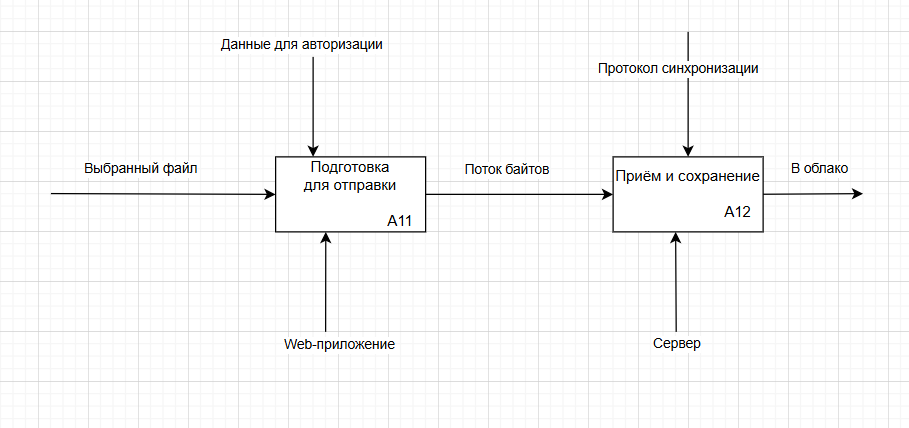 Данные для авторизации
Протокол синхронизации
Выбранный файл
Подготовка
для отправки
A11
Поток байтов
Приём и сохранение
A12
В облако
Web-приложение
Сервер